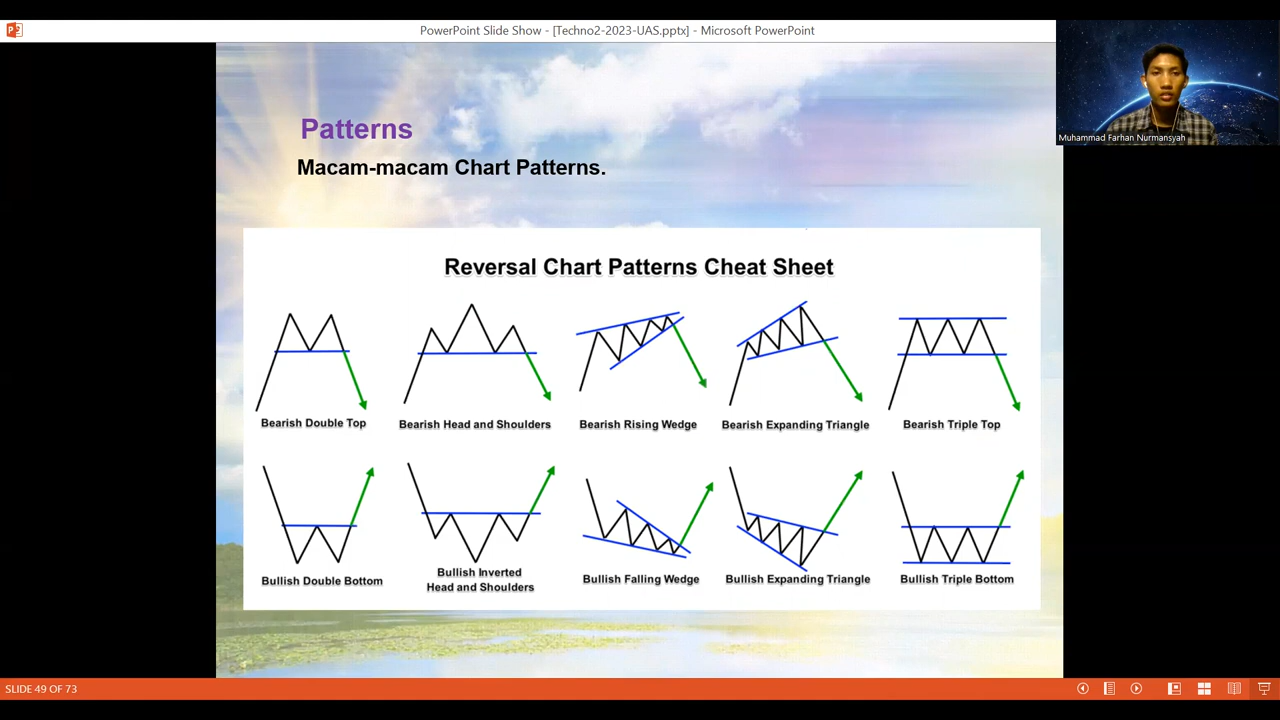 PowerPoint Slide Show - [Techno2-2023-UAS.pptx] - Microsoft PowerPoint
Muhammad Farhan Nurmansyah
Patterns
Macam-macam Chart Patterns.
Reversal Chart Patterns Cheat Sheet
Bearish Double Top
Bearish Head and Shoulders
Bearish Rising Wedge
Bearish Expanding Triangle
Bearish Triple Top
Bullish Double Bottom
Bullish Inverted
Head and Shoulders
Bullish Falling Wedge
Bullish Expanding Triangle
Bullish Triple Bottom
SLIDE 49 OF 73